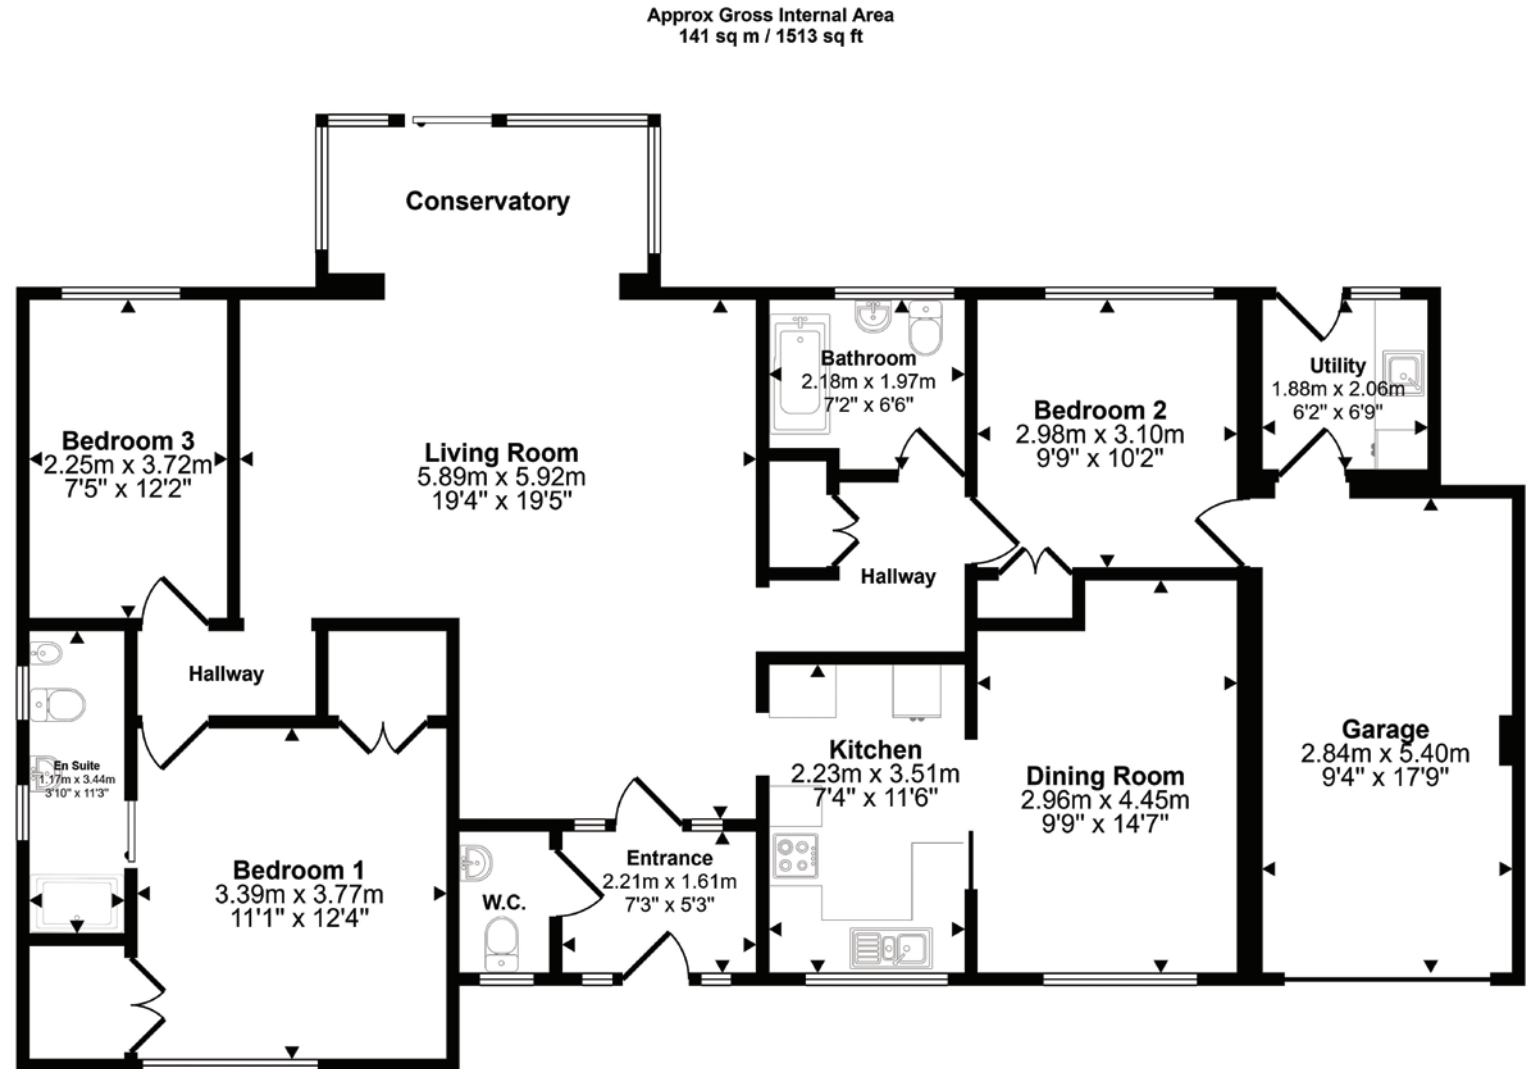 Approx Gross Internal Area
141 sq m / 1513 sq ft
Conservatory
Bedroom 3
2.25m x 3.72m
7'5" x 12'2"
Living Room
5.89m x 5.92m
19'4" x 19'5"
Bathroom
2.18m x 1.97m
7'2" x 6'6"
Bedroom 2
2.98m x 3.10m
9'9" x 10'2"
Utility
1.88m x 2.06m
6'2" x 6'9"
Hallway
Hallway
En Suite
1.17m x 3.44m
3'10" x 11'3"
Bedroom 1
3.39m x 3.77m
11'1" x 12'4"
W.C.
Entrance
2.21m x 1.61m
7'3" x 5'3"
Kitchen
2.23m x 3.51m
7'4" x 11'6"
Dining Room
2.96m x 4.45m
9'9" x 14'7"
Garage
2.84m x 5.40m
9'4" x 17'9"